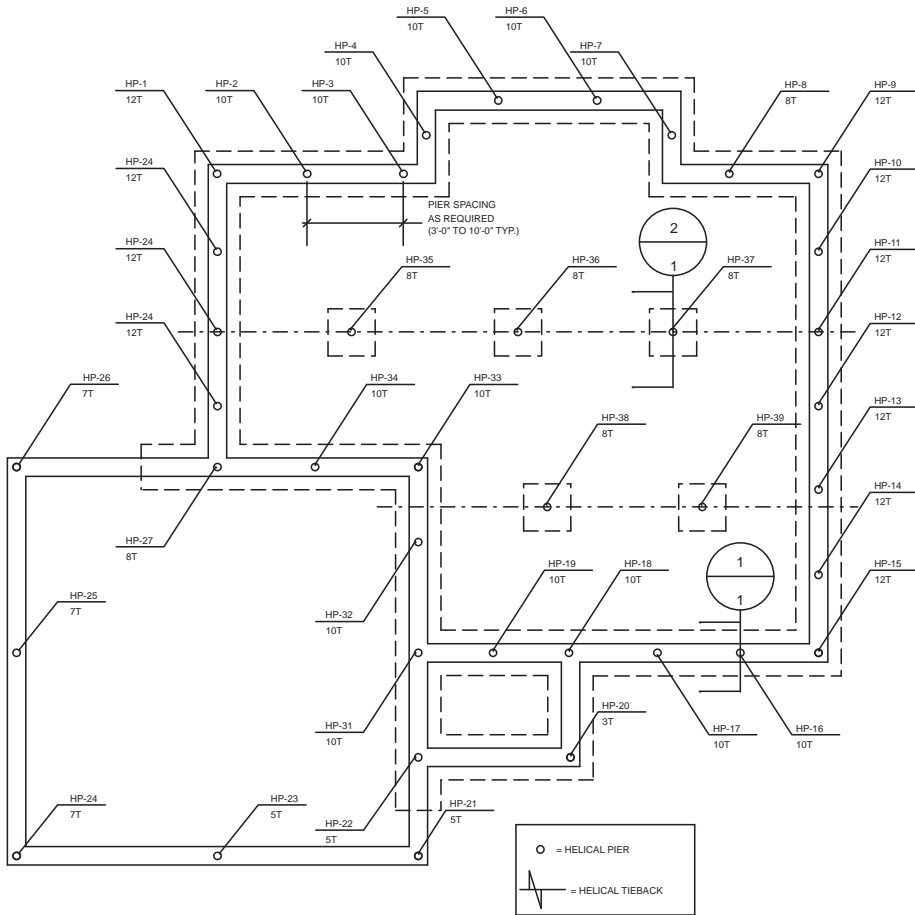 HP-5
10T
HP-6
10T
HP-4
10T
HP-7
10T
HP-1
12T
HP-2
10T
HP-3
10T
HP-8
8T
HP-9
12T
HP-24
12T
HP-10
12T
PIER SPACING
AS REQUIRED
(3'-0" TO 10'-0" TYP.)
2
1
HP-24
12T
HP-11
12T
HP-35
8T
HP-36
8T
HP-37
8T
HP-24
12T
HP-12
12T
HP-26
7T
HP-34
10T
HP-33
10T
HP-13
12T
HP-38
8T
HP-39
8T
HP-14
12T
HP-27
8T
HP-19
10T
HP-18
10T
1
1
HP-15
12T
HP-25
7T
HP-32
10T
HP-20
3T
HP-31
10T
HP-17
10T
HP-16
10T
HP-24
7T
HP-23
5T
HP-22
5T
HP-21
5T
= HELICAL PIER
= HELICAL TIEBACK